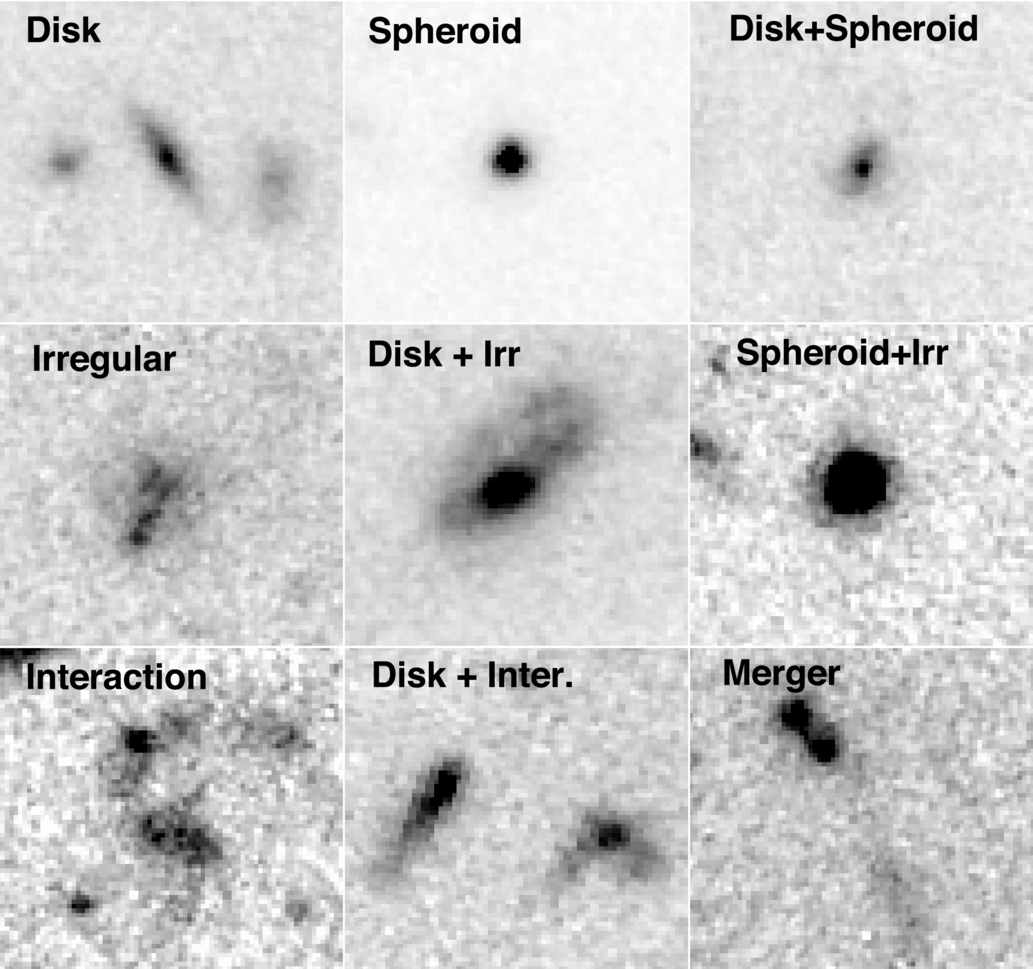 Disk
Spheroid
Disk+Spheroid
Irregular
Disk + Irr
Spheroid+Irr
Interaction
Disk + Inter.
Merger